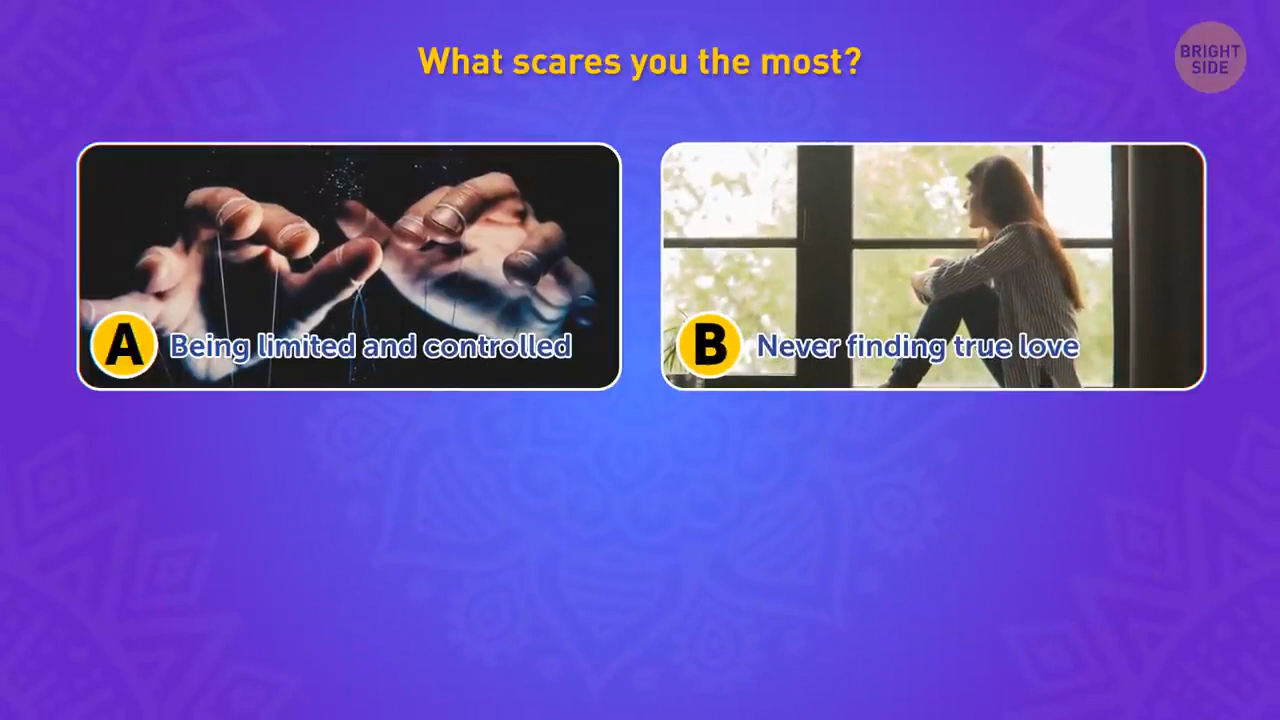 What scares you the most?
BRIGHT
SIDE
A Being limited and controlled
B Never finding true love